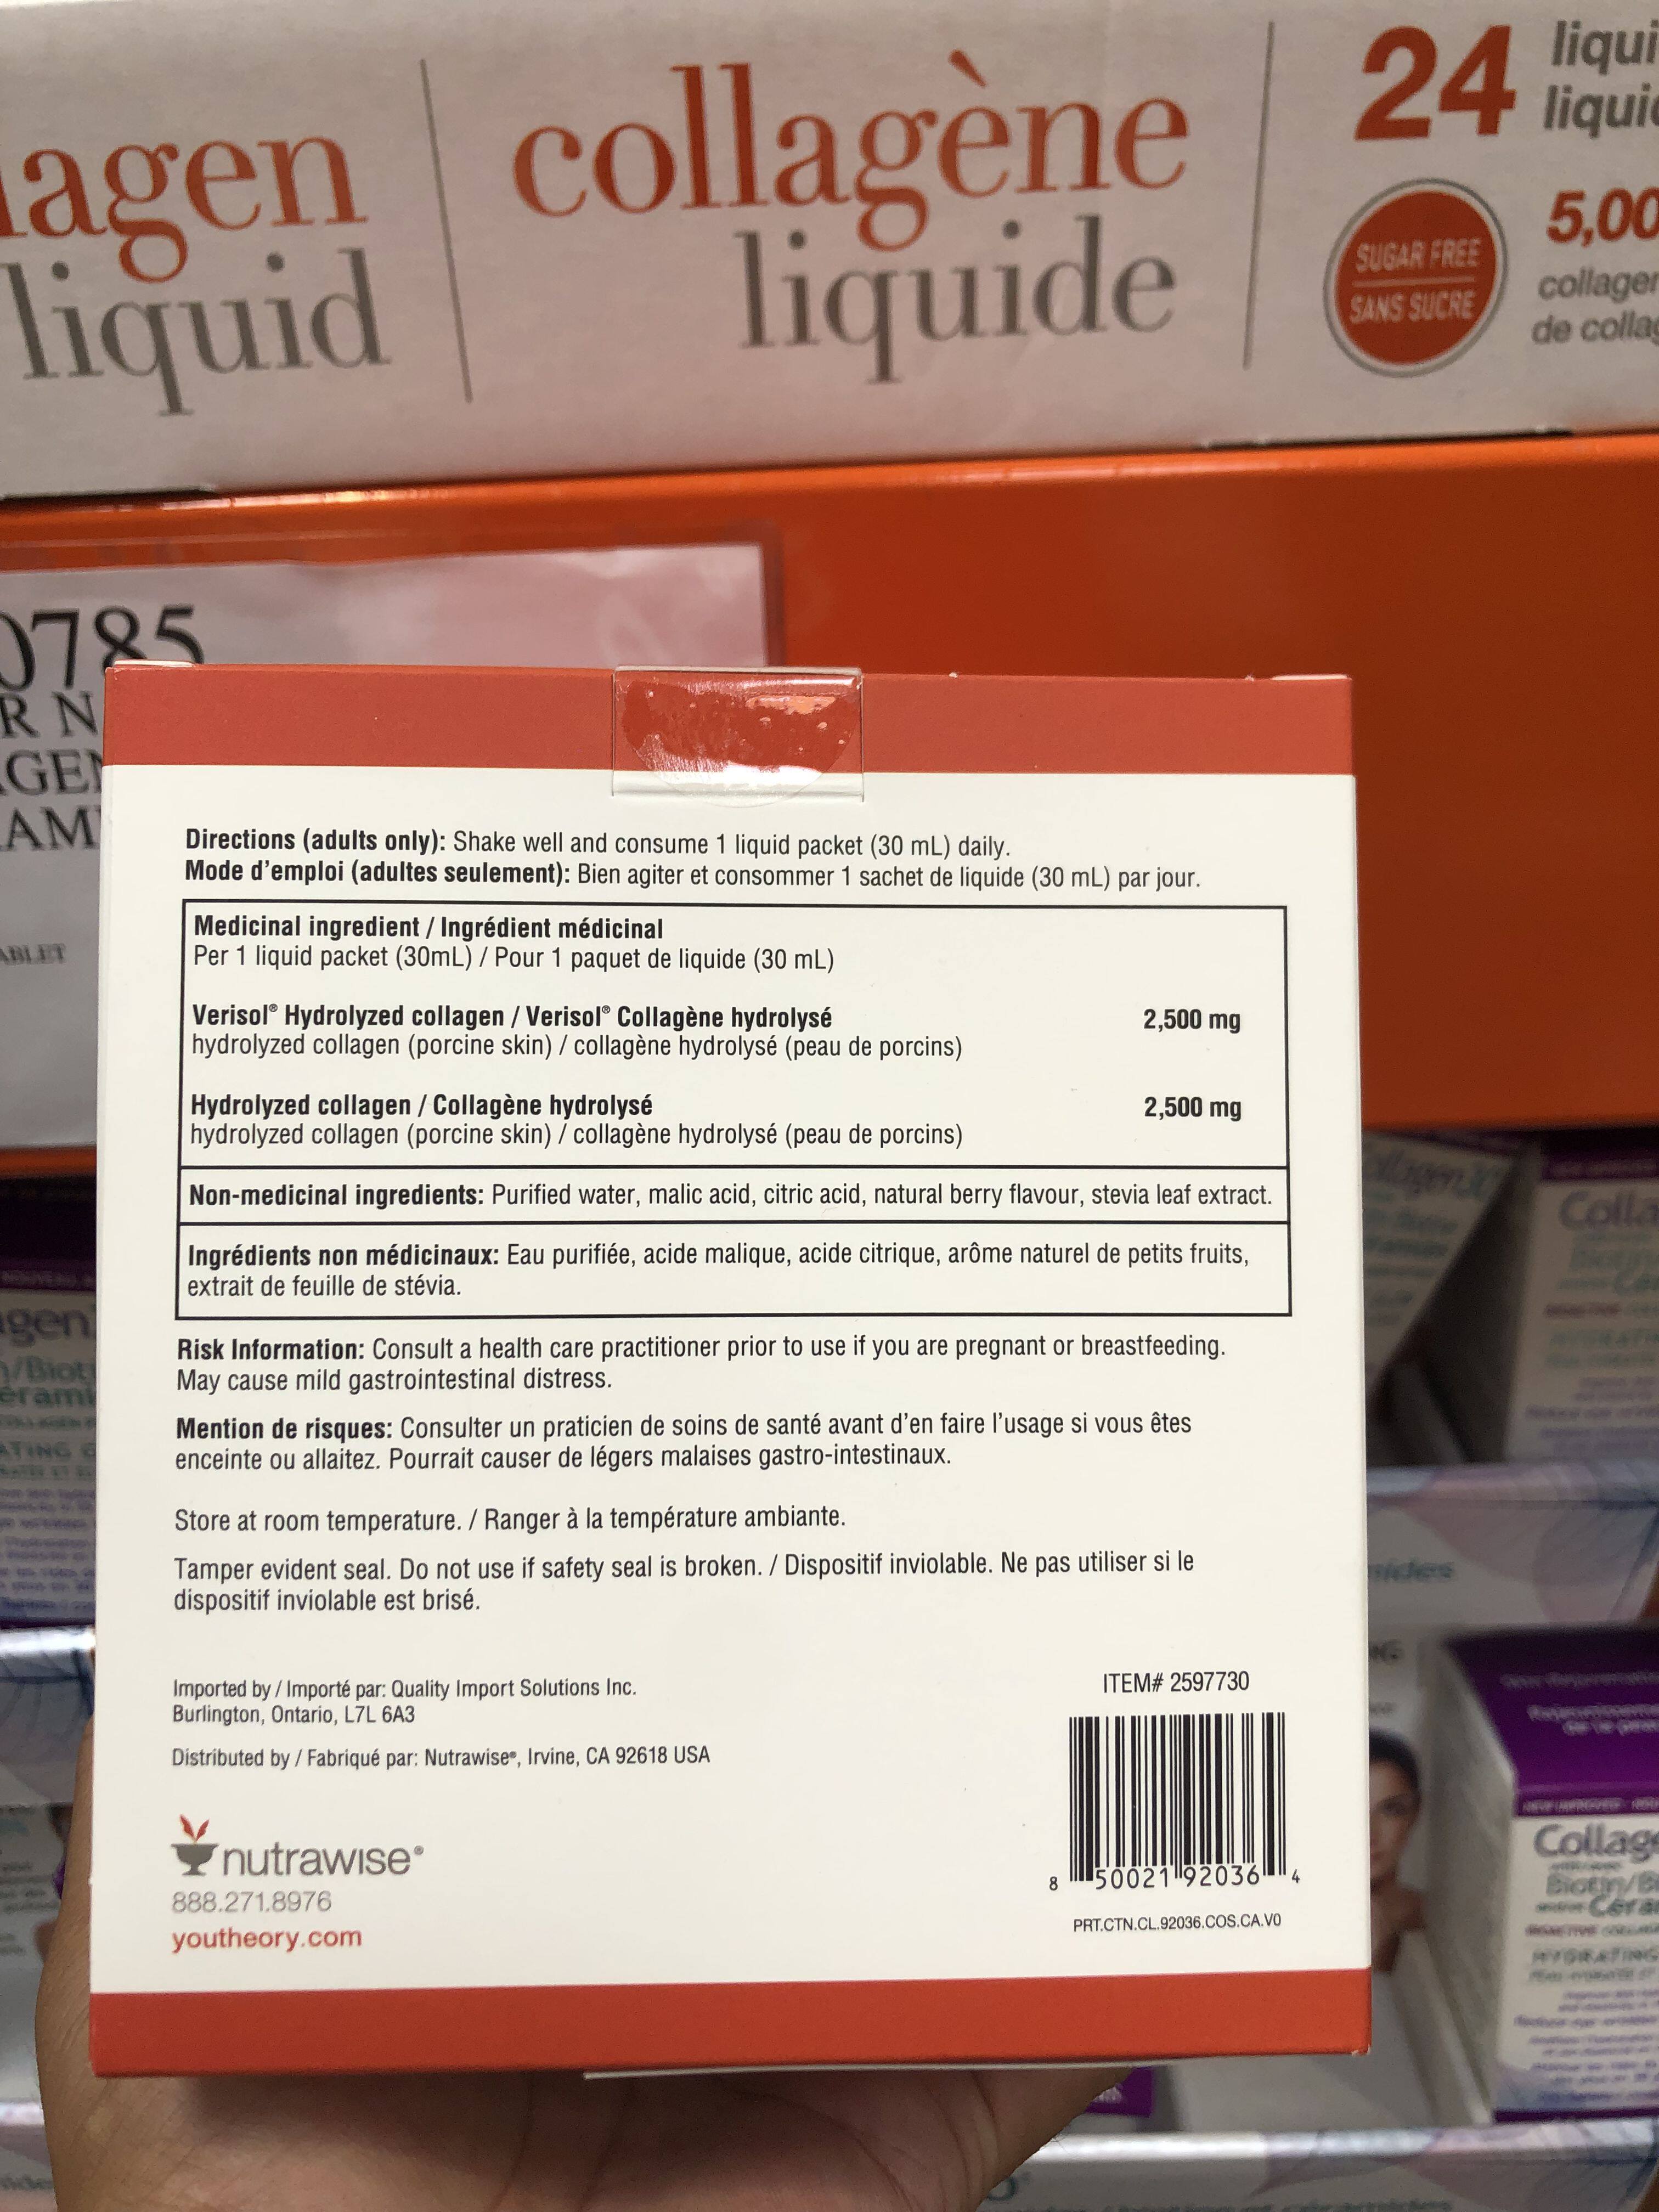 agen
liquid
collagène
liquide
24
SUGAR FREE
SANS SUCRE
de
0785
R N
Directions (adults only): Shake well and consume 1 liquid packet (30 mL) daily.
Mode d'emploi (adultes seulement): Bien agiter et consommer 1 sachet de liquide (30 mL) par jour.
Medicinal ingredient / Ingrédient médicinal
Per 1 liquid packet (30mL) / Pour 1 paquet de liquide (30 mL)
Verisol® Hydrolyzed collagen / Verisol® Collagène hydrolysé 2,500 mg
hydrolyzed collagen (porcine skin) / collagène hydrolysé (peau de porcins)
Hydrolyzed collagen / Collagène hydrolysé 2,500 mg
hydrolyzed collagen (porcine skin) / collagène hydrolysé (peau de porcins)
Non-medicinal ingredients: Purified water, malic acid, citric acid, natural berry flavour, stevia leaf extract.
Ingrédients non médicinaux: Eau purifiée, acide malique, acide citrique, arôme naturel de petits fruits,
extrait de feuille de stévia.
Risk Information: Consult a health care practitioner prior to use if you are pregnant or breastfeeding.
May cause mild gastrointestinal distress.
Mention de risques: Consulter un praticien de soins de santé avant d'en faire l'usage si vous êtes
enceinte ou allaitez. Pourrait causer de légers malaises gastro-intestinaux.
Store at room temperature. / Ranger à la température ambiante.
Tamper evident seal. Do not use if safety seal is broken. / Dispositif inviolable. Ne pas utiliser si le
dispositif inviolable est brisé.
Imported by / Importé par: Quality Import Solutions Inc.
Burlington, Ontario, L7L 6A3
Distributed by / Fabriqué par: Nutrawise®, Irvine, CA 92618 USA
nutrawise®
888.271.8976
youtheory.com
ITEM# 2597730
8 50021 92036 4
PRT.CTN.CL.92036.COS.CA.V0